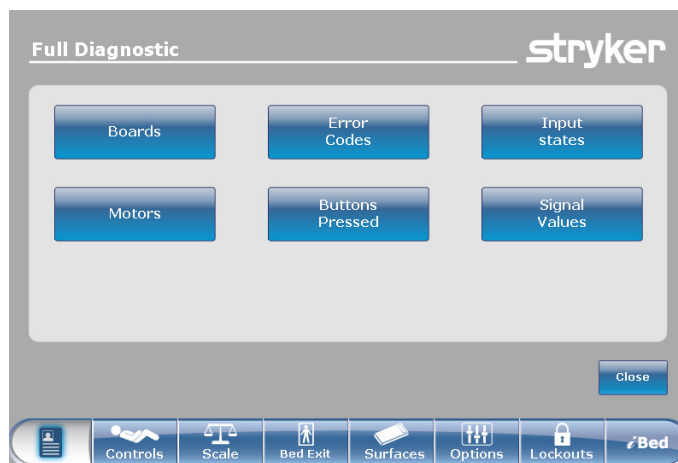 Full Diagnostic
stryker
Boards
Error
Codes
Input
states
Motors
Buttons
Pressed
Signal
Values
Close
Controls
Scale
Bed Exit
Surfaces
Options
Lockouts
iBed